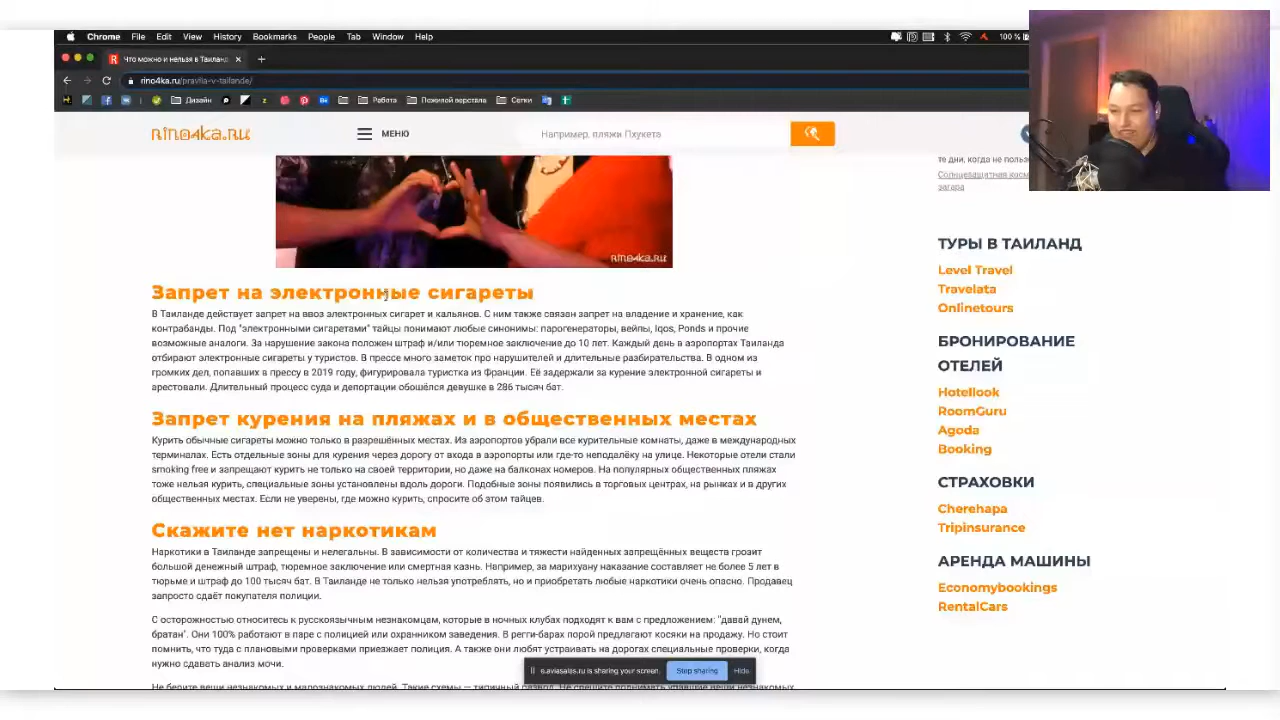 Chrome File Edit View History Bookmarks People Tab Window Help
100 %
Что можно и нельзя в Таиланд
rino4ka.ru/pravila-v-tailande/
Дизайн
Работа
Пожилой верстала
Сетки
rino4ka.ru
МЕНЮ
Например, пляжи Пхукета
rino4ka.ru
Запрет на электронные сигареты
В Таиланде действует запрет на ввоз электронных сигарет и кальянов. С ним также связан запрет на владение и хранение, как
контрабанды. Под "электронными сигаретами" тайцы понимают любые синонимы: парогенераторы, вейпы, Iqos, Ponds и прочие
возможные аналоги. За нарушение закона положен штраф и/или тюремное заключение до 10 лет. Каждый день в аэропортах Таиланда
отбирают электронные сигареты у туристов. В прессе много заметок про нарушителей и длительные разбирательства. В одном из
громких дел, попавших в прессу в 2019 году, фигурировала туристка из Франции. Её задержали за курение электронной сигареты и
арестовали. Длительный процесс суда и депортации обошёлся девушке в 286 тысяч бат.
Запрет курения на пляжах и в общественных местах
Курить обычные сигареты можно только в разрешённых местах. Из аэропортов убрали все курительные комнаты, даже в международных
терминалах. Есть отдельные зоны для курения через дорогу от входа в аэропорты или где-то неподалёку на улице. Некоторые отели стали
smoking free и запрещают курить не только на своей территории, но даже на балконах номеров. На популярных общественных пляжах
тоже нельзя курить, специальные зоны установлены вдоль дороги. Подобные зоны появились в торговых центрах, на рынках и в других
общественных местах. Если не уверены, где можно курить, спросите об этом тайцев.
Скажите нет наркотикам
Наркотики в Таиланде запрещены и нелегальны. В зависимости от количества и тяжести найденных запрещённых веществ грозит
большой денежный штраф, тюремное заключение или смертная казнь. Например, за марихуану наказание составляет не более 5 лет в
тюрьме и штраф до 100 тысяч бат. В Таиланде не только нельзя употреблять, но и приобретать любые наркотики очень опасно. Продавец
запросто сдаёт покупателя полиции.
С осторожностью относитесь к русскоязычным незнакомцам, которые в ночных клубах подходят к вам с предложением: "давай дунем,
братан". Они 100% работают в паре с полицией или охранником заведения. В регги-барах порой предлагают косяки на продажу. Но стоит
помнить, что туда с плановыми проверками приезжает полиция. А также они любят устраивать на дорогах специальные проверки, когда
нужно сдавать анализ мочи.
Не берите вещи незнакомых и малознакомых людей. Такие схемы — типичный развод. Не спешите поднимать упавшие вещи незнакомых
те дни, когда не польз
Солнцезащитная косм
загара
ТУРЫ В ТАИЛАНД
Level Travel
Travelata
Onlinetours
БРОНИРОВАНИЕ
ОТЕЛЕЙ
Hotellook
RoomGuru
Agoda
Booking
СТРАХОВКИ
Cherehapa
Tripinsurance
АРЕНДА МАШИНЫ
Economybookings
RentalCars
s.aviasales.ru is sharing your screen.
Stop sharing
Hide